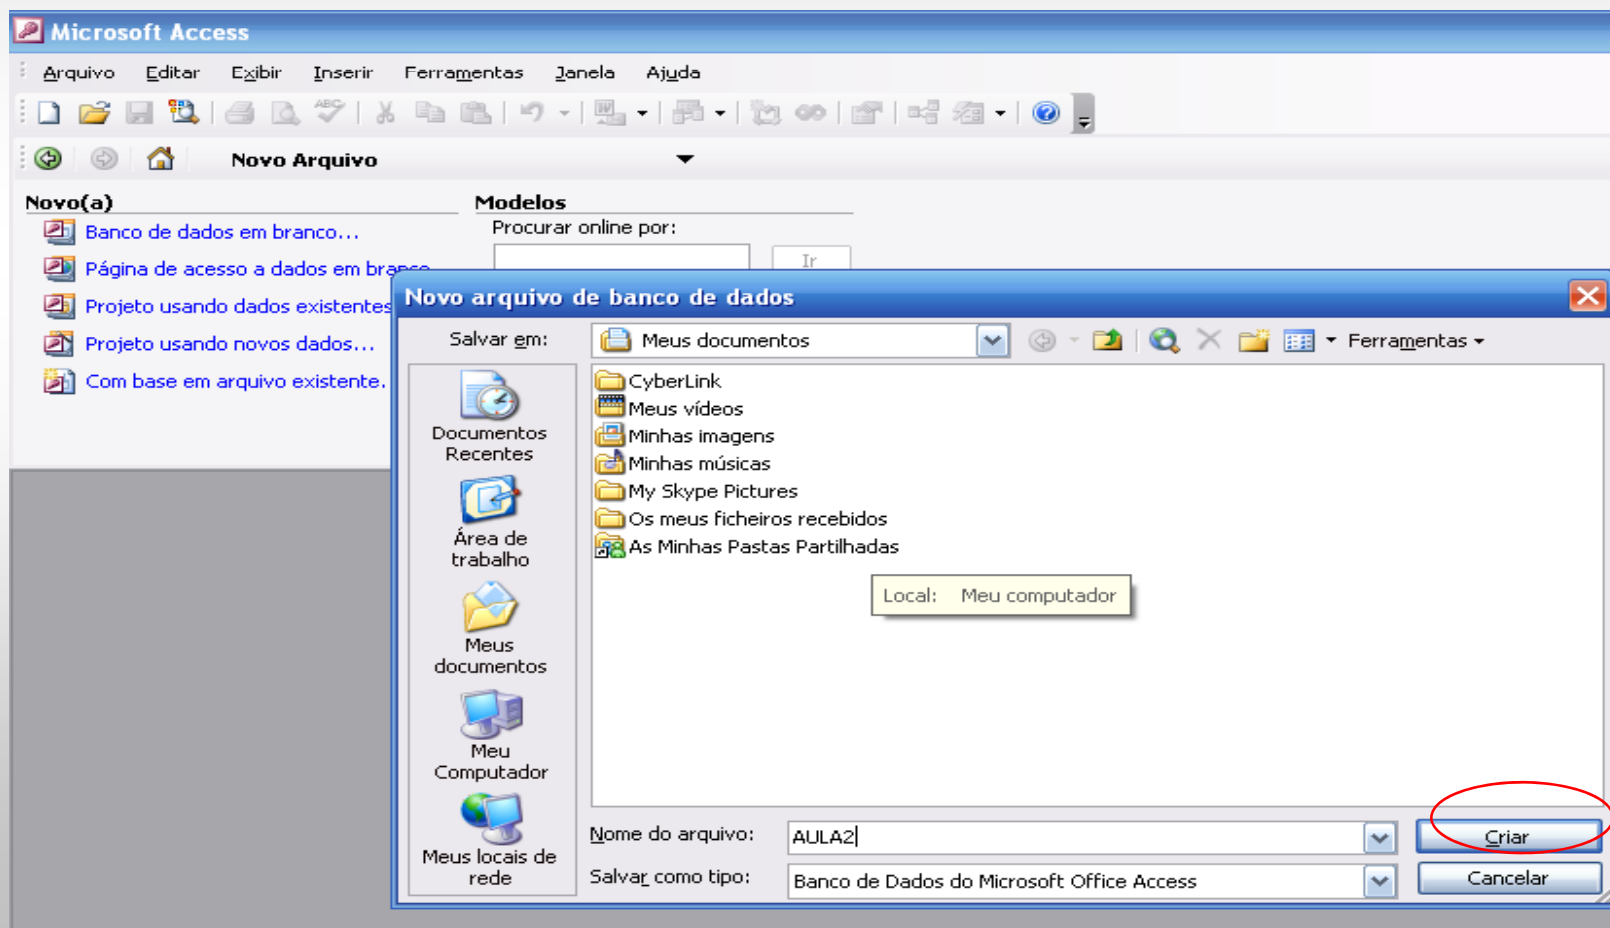 Microsoft Access
Arquivo Editar Exibir Inserir Ferramentas Janela Ajuda
Novo Arquivo
Novo(a)
Banco de dados em branco...
Página de acesso a dados em branco
Projeto usando dados existentes
Projeto usando novos dados...
Com base em arquivo existente.
Modelos
Procurar online por:
Ir
Novo arquivo de banco de dados
Salvar em:
Meus documentos
Ferramentas
Documentos
Recentes
Área de
trabalho
Meus
documentos
Meu
Computador
Meus locais de
rede
CyberLink
Meus vídeos
Minhas imagens
Minhas músicas
My Skype Pictures
Os meus ficheiros recebidos
As Minhas Pastas Partilhadas
Local: Meu computador
Nome do arquivo:
AULA2
Criar
Salvar como tipo:
Banco de Dados do Microsoft Office Access
Cancelar